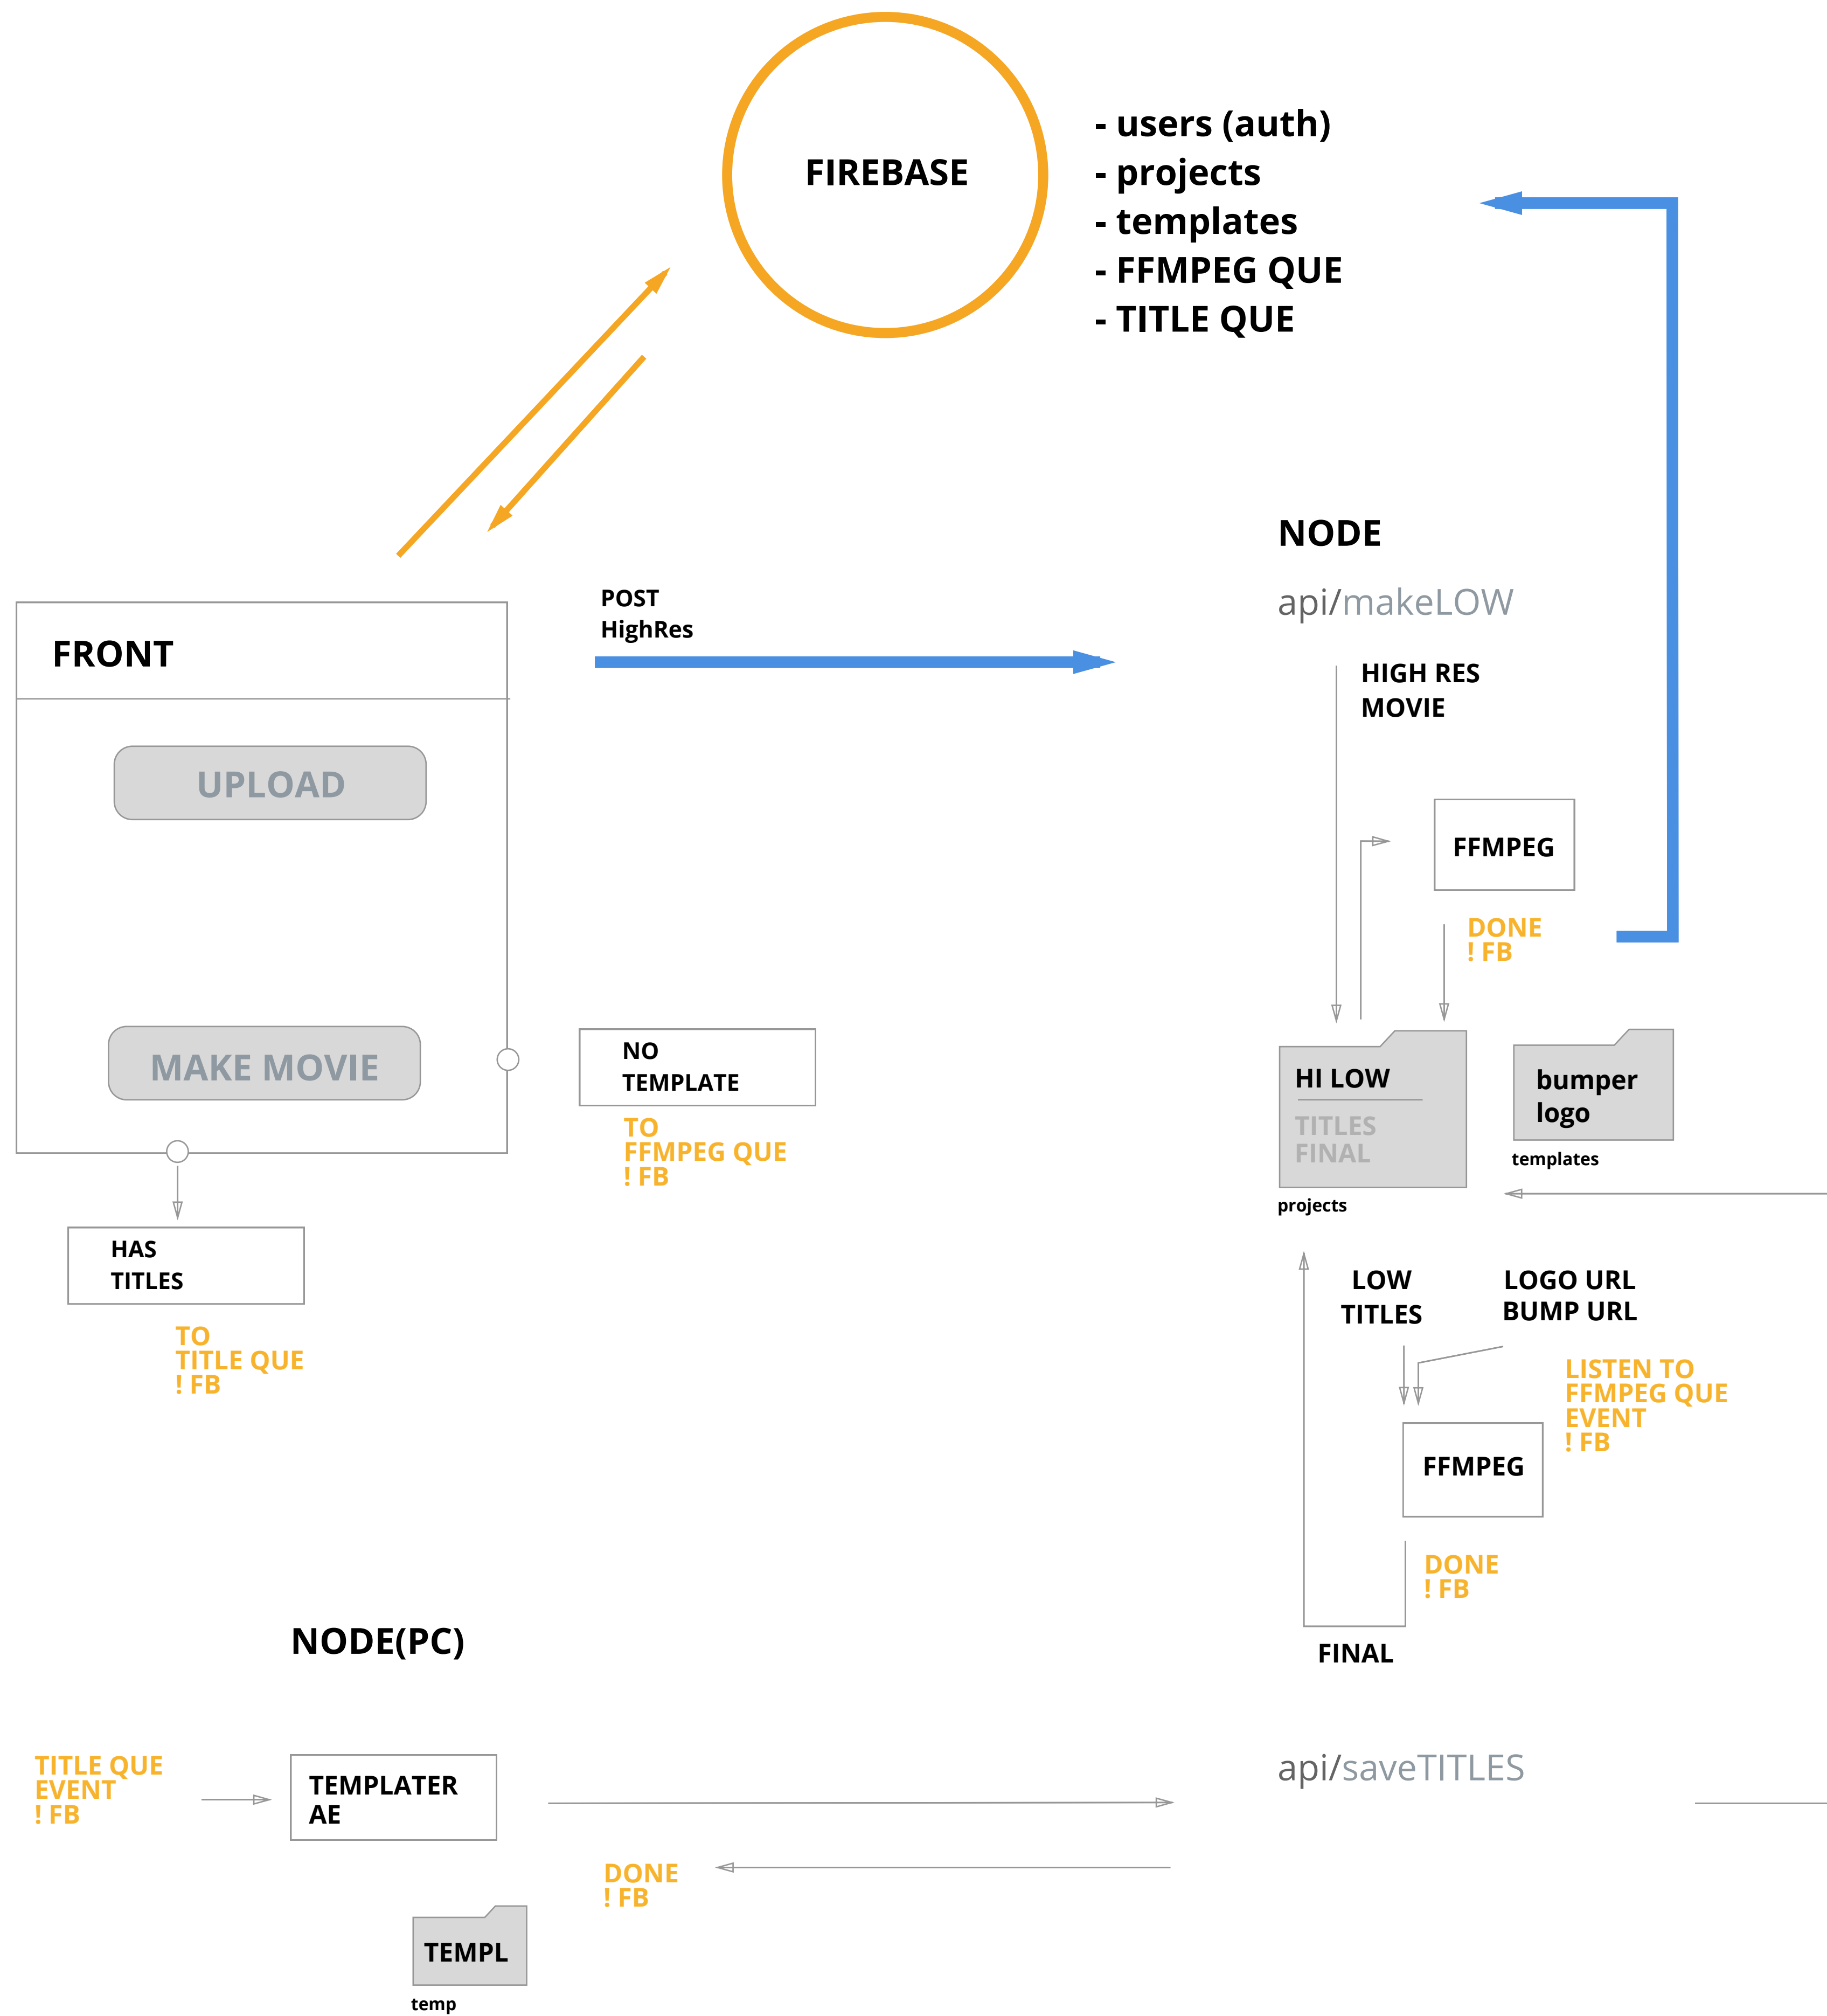 FIREBASE
- users (auth)
- projects
- templates
- FFMPEG QUE
- TITLE QUE
NODE
api/makeLOW
POST
HighRes
FRONT
HIGH RES
MOVIE
UPLOAD
FFMPEG
DONE
! FB
MAKE MOVIE
NO
TEMPLATE
TO
FFMPEG QUE
! FB
HI LOW
TITLES
FINAL
projects
bumper
logo
templates
HAS
TITLES
TO
TITLE QUE
! FB
LOW
TITLES
LOGO URL
BUMP URL
LISTEN TO
FFMPEG QUE
EVENT
! FB
FFMPEG
DONE
! FB
FINAL
NODE(PC)
TITLE QUE
EVENT
! FB
TEMPLATER
AE
api/saveTITLES
DONE
! FB
TEMPL
temp